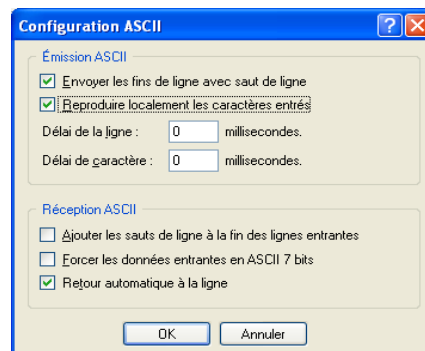 Configuration ASCII
Émission ASCII
Envoyer les fins de ligne avec saut de ligne
Reproduire localement les caractères entrés
Délai de la ligne : 0 millisecondes.
Délai de caractère : 0 millisecondes.
Réception ASCII
Ajouter les sauts de ligne à la fin des lignes entrantes
Forcer les données entrantes en ASCII 7 bits
Retour automatique à la ligne
OK Annuler